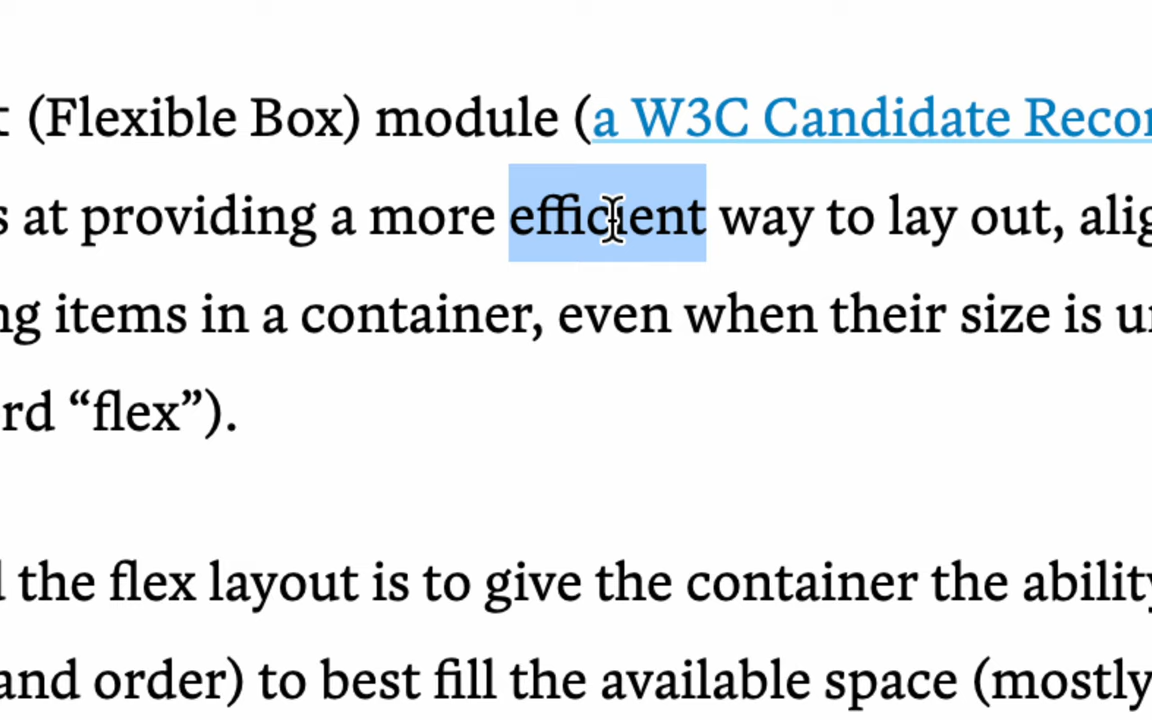 (Flexible Box) module (a W3C Candidate Recor
s at providing a more efficient way to lay out, alig
ng items in a container, even when their size is u
rd “flex”).
the flex layout is to give the container the ability
and order) to best fill the available space (mostly